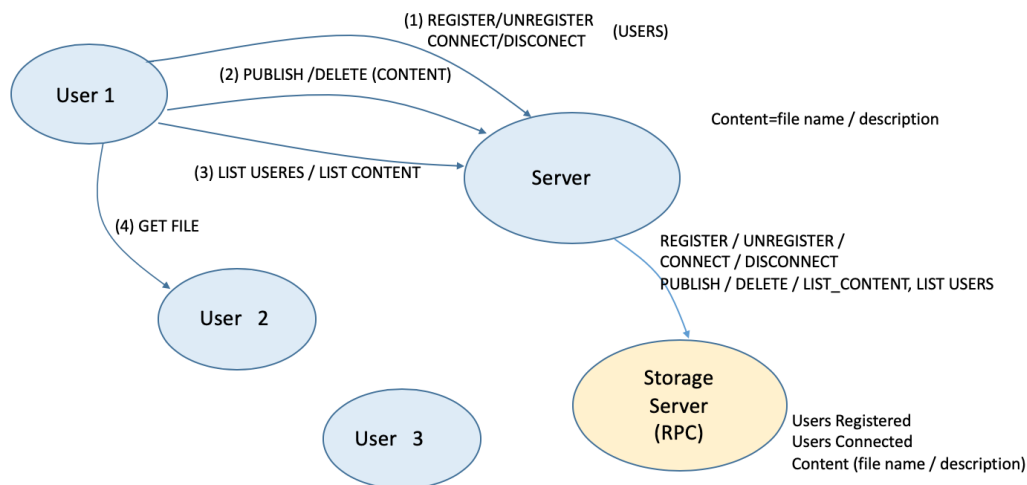 (1) REGISTER/UNREGISTER
CONNECT/DISCONECT
(USERS)
User 1
(2) PUBLISH /DELETE (CONTENT)
Content=file name / description
(3) LIST USERES / LIST CONTENT
Server
(4) GET FILE
REGISTER / UNREGISTER /
CONNECT / DISCONNECT
PUBLISH / DELETE / LIST_CONTENT, LIST USERS
User 2
Storage
Server
(RPC)
Users Registered
Users Connected
Content (file name / description)
User 3